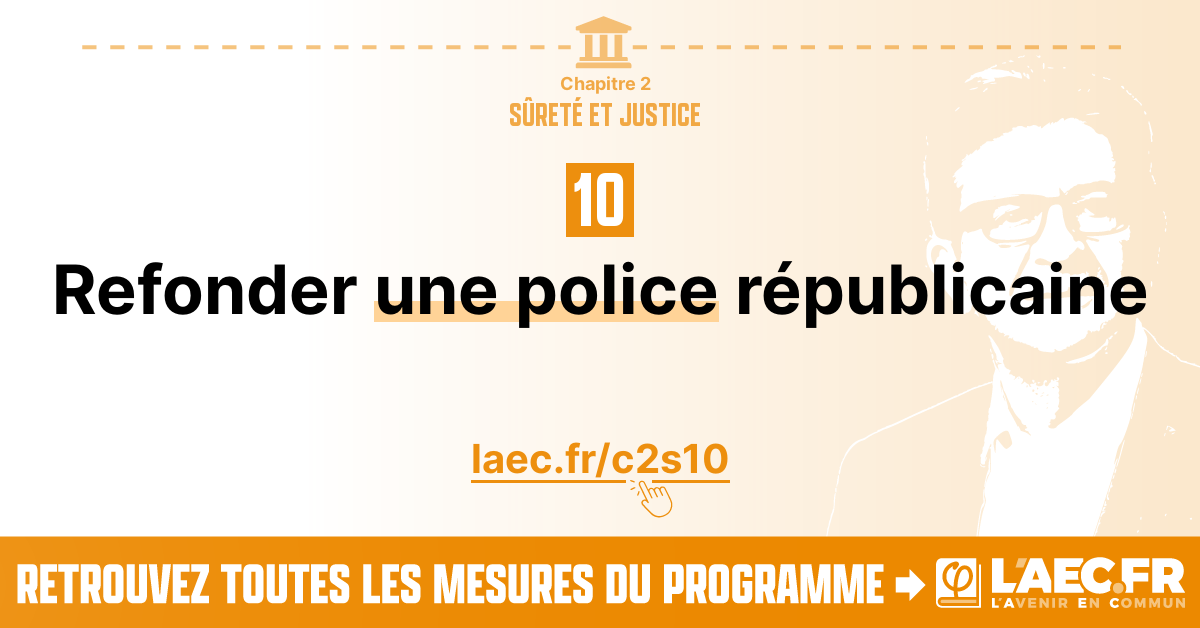 Chapitre 2
SÛRETÉ ET JUSTICE
10
Refonder une police républicaine
laec.fr/c2s10
RETROUVEZ TOUTES LES MESURES DU PROGRAMME
L'AEC.FR
L'AVENIR EN COMMUN